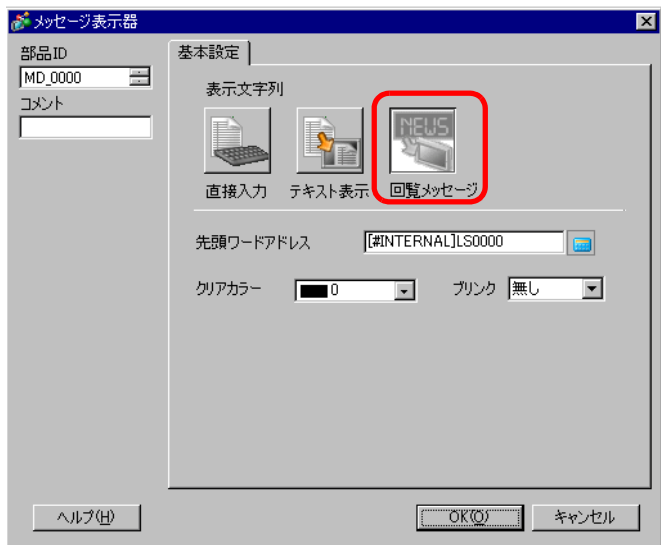 メッセージ表示器
部品ID
MD_0000
コメント
基本設定
表示文字列
NEWS
直接入力 テキスト表示 回覧メッセージ
先頭ワードアドレス [#INTERNAL]LS0000
クリアカラー 0 ブリンク 無し
ヘルプ(H) OK(O) キャンセル